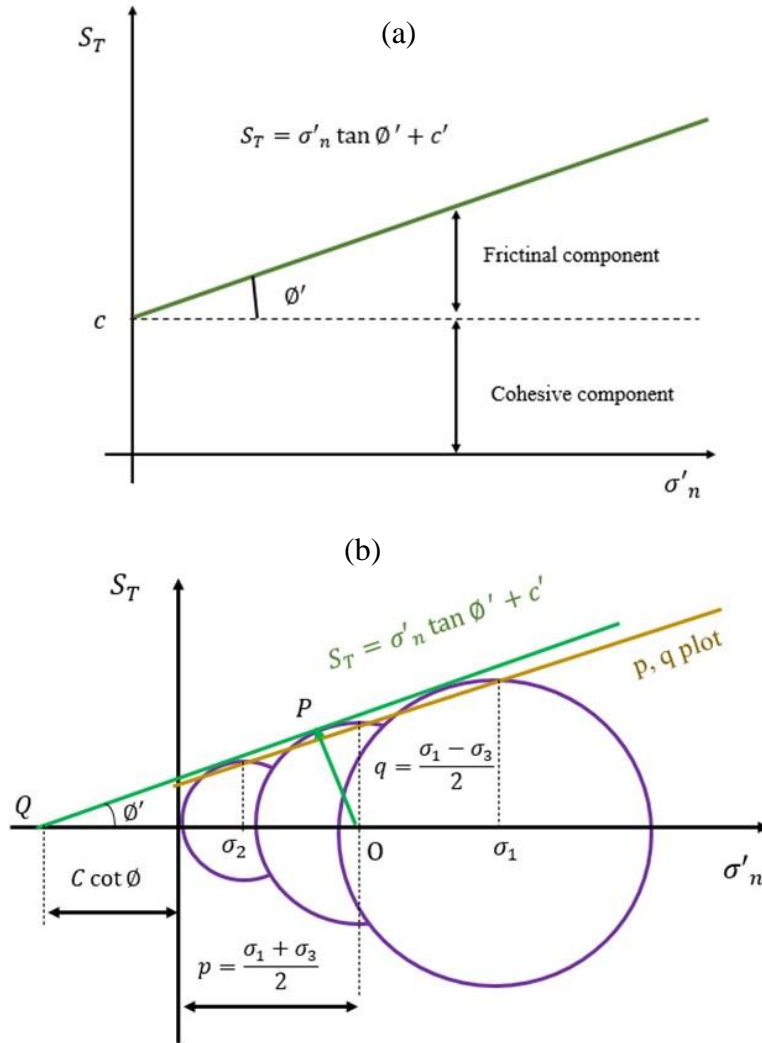 (a)
S_T
S_T = σ'_n tan Ø' + c'
Frictinal component
Ø'
c
Cohesive component
σ'_n
(b)
S_T
S_T = σ'_n tan Ø' + c'
p, q plot
P
q = (σ_1 − σ_3)/2
Q
Ø'
σ_2
O
σ_1
σ'_n
C cot Ø
p = (σ_1 + σ_3)/2